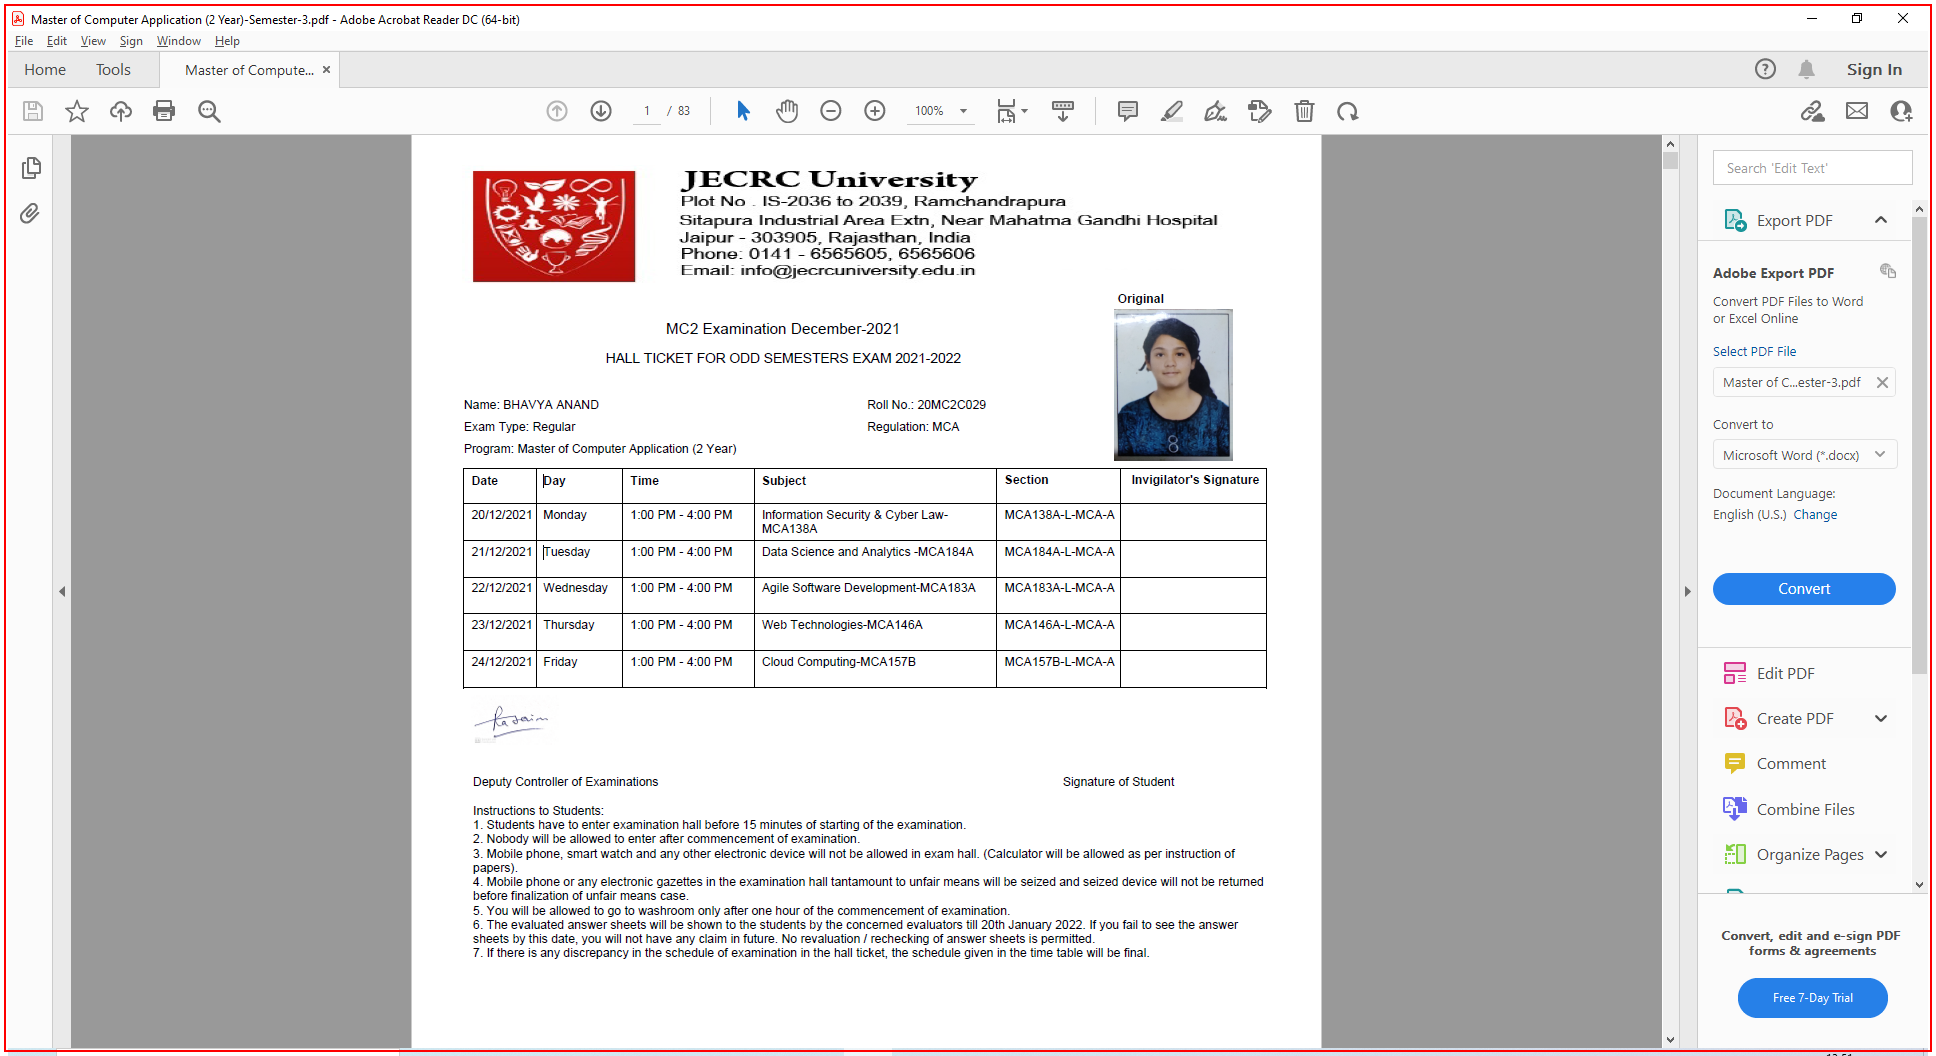 Master of Computer Application (2 Year)-Semester-3.pdf - Adobe Acrobat Reader DC (64-bit)
File Edit View Sign Window Help
Home Tools Master of Compute... Sign In
1 / 83 100%
Search 'Edit Text'
Export PDF
Adobe Export PDF
Convert PDF Files to Word
or Excel Online
Select PDF File
Master of C...ester-3.pdf
Convert to
Microsoft Word (*.docx)
Document Language:
English (U.S.) Change
Convert
Edit PDF
Create PDF
Comment
Combine Files
Organize Pages
Convert, edit and e-sign PDF
forms & agreements
Free 7-Day Trial
JECRC University
Plot No . IS-2036 to 2039, Ramchandrapura
Sitapura Industrial Area Extn, Near Mahatma Gandhi Hospital
Jaipur - 303905, Rajasthan, India
Phone: 0141 - 6565605, 6565606
Email: info@jecrcuniversity.edu.in
Original
MC2 Examination December-2021
HALL TICKET FOR ODD SEMESTERS EXAM 2021-2022
8
Name: BHAVYA ANAND Roll No.: 20MC2C029
Exam Type: Regular Regulation: MCA
Program: Master of Computer Application (2 Year)
Date Day Time Subject Section Invigilator's Signature
20/12/2021 Monday 1:00 PM - 4:00 PM Information Security & Cyber Law- MCA138A-L-MCA-A
MCA138A
21/12/2021 Tuesday 1:00 PM - 4:00 PM Data Science and Analytics -MCA184A MCA184A-L-MCA-A
22/12/2021 Wednesday 1:00 PM - 4:00 PM Agile Software Development-MCA183A MCA183A-L-MCA-A
23/12/2021 Thursday 1:00 PM - 4:00 PM Web Technologies-MCA146A MCA146A-L-MCA-A
24/12/2021 Friday 1:00 PM - 4:00 PM Cloud Computing-MCA157B MCA157B-L-MCA-A
Deputy Controller of Examinations Signature of Student
Instructions to Students:
1. Students have to enter examination hall before 15 minutes of starting of the examination.
2. Nobody will be allowed to enter after commencement of examination.
3. Mobile phone, smart watch and any other electronic device will not be allowed in exam hall. (Calculator will be allowed as per instruction of
papers).
4. Mobile phone or any electronic gazettes in the examination hall tantamount to unfair means will be seized and seized device will not be returned
before finalization of unfair means case.
5. You will be allowed to go to washroom only after one hour of the commencement of examination.
6. The evaluated answer sheets will be shown to the students by the concerned evaluators till 20th January 2022. If you fail to see the answer
sheets by this date, you will not have any claim in future. No revaluation / rechecking of answer sheets is permitted.
7. If there is any discrepancy in the schedule of examination in the hall ticket, the schedule given in the time table will be final.